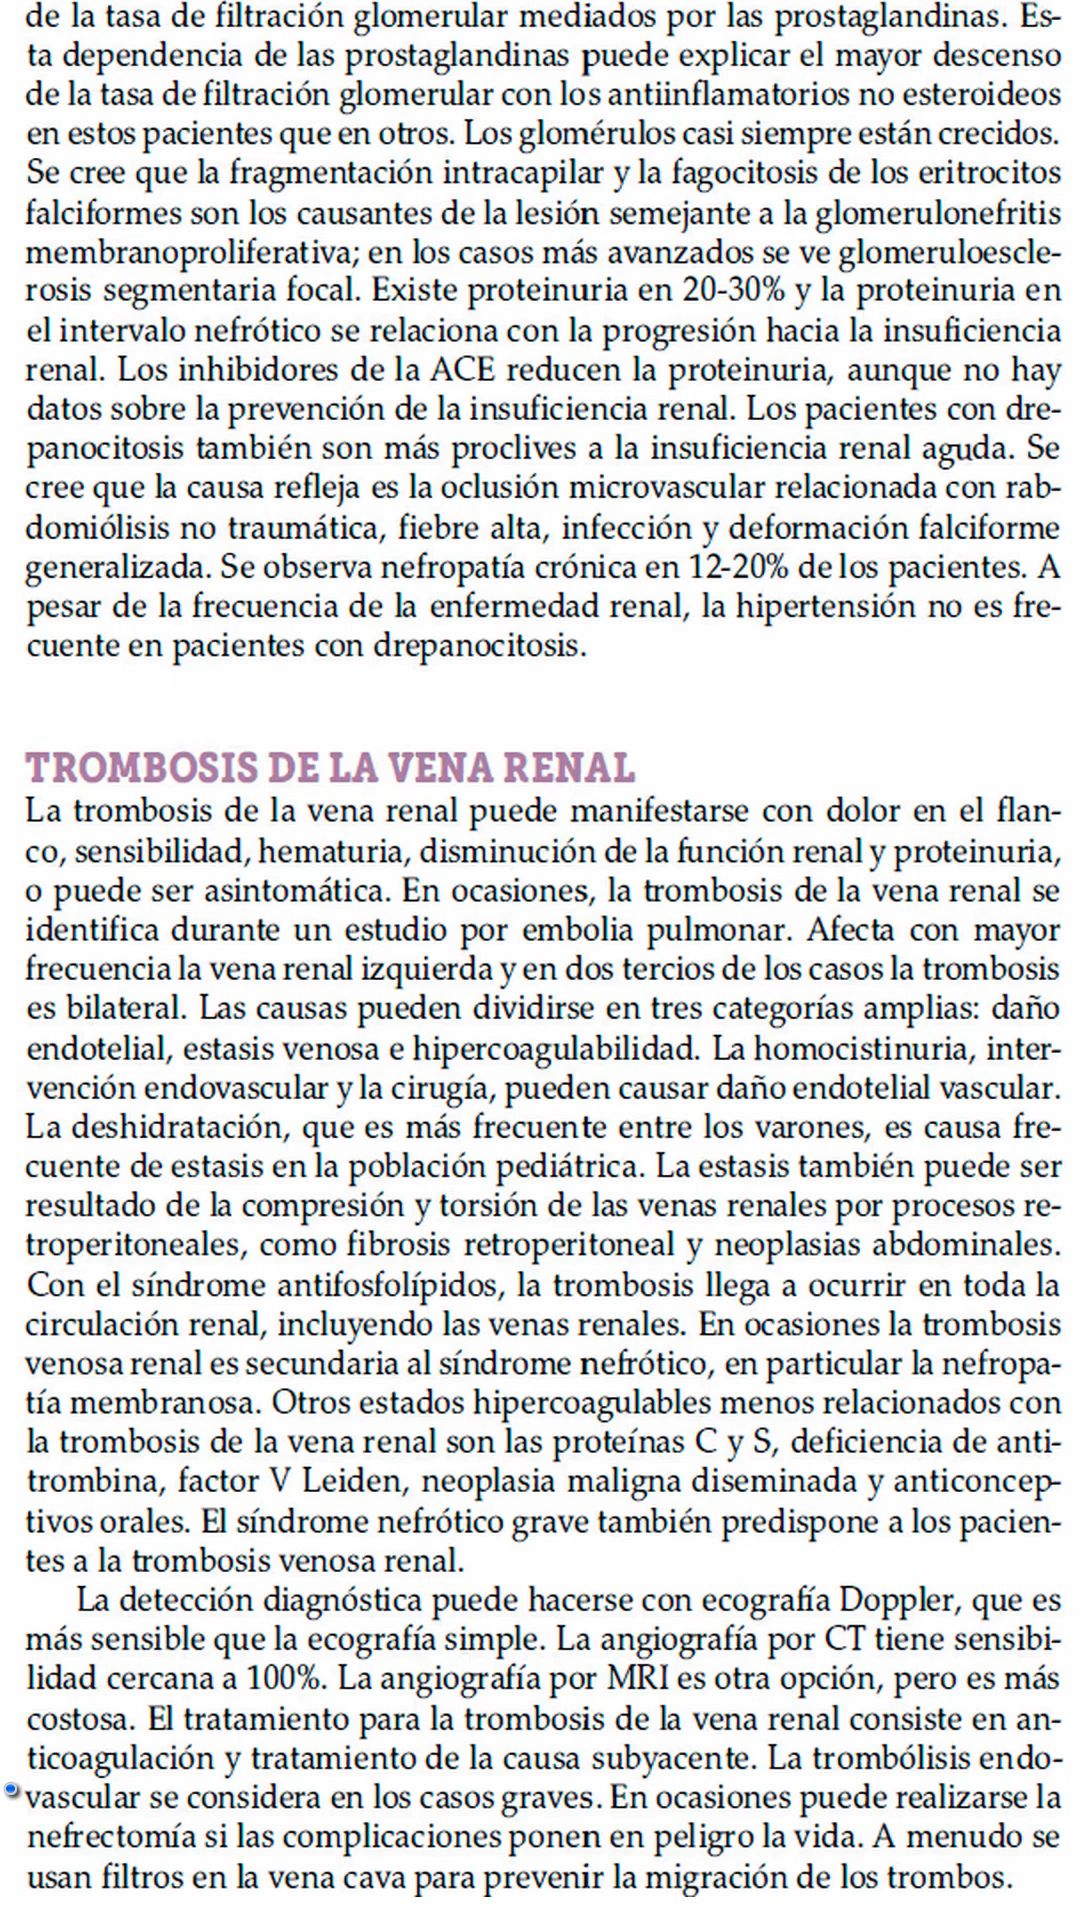 de la tasa de filtración glomerular mediados por las prostaglandinas. Es-
ta dependencia de las prostaglandinas puede explicar el mayor descenso
de la tasa de filtración glomerular con los antiinflamatorios no esteroideos
en estos pacientes que en otros. Los glomérulos casi siempre están crecidos.
Se cree que la fragmentación intracapilar y la fagocitosis de los eritrocitos
falciformes son los causantes de la lesión semejante a la glomerulonefritis
membranoproliferativa; en los casos más avanzados se ve glomeruloescle-
rosis segmentaria focal. Existe proteinuria en 20-30% y la proteinuria en
el intervalo nefrótico se relaciona con la progresión hacia la insuficiencia
renal. Los inhibidores de la ACE reducen la proteinuria, aunque no hay
datos sobre la prevención de la insuficiencia renal. Los pacientes con dre-
panocitosis también son más proclives a la insuficiencia renal aguda. Se
cree que la causa refleja es la oclusión microvascular relacionada con rab-
domiólisis no traumática, fiebre alta, infección y deformación falciforme
generalizada. Se observa nefropatía crónica en 12-20% de los pacientes. A
pesar de la frecuencia de la enfermedad renal, la hipertensión no es fre-
cuente en pacientes con drepanocitosis.
TROMBOSIS DE LA VENA RENAL
La trombosis de la vena renal puede manifestarse con dolor en el flan-
co, sensibilidad, hematuria, disminución de la función renal y proteinuria,
o puede ser asintomática. En ocasiones, la trombosis de la vena renal se
identifica durante un estudio por embolia pulmonar. Afecta con mayor
frecuencia la vena renal izquierda y en dos tercios de los casos la trombosis
es bilateral. Las causas pueden dividirse en tres categorías amplias: daño
endotelial, estasis venosa e hipercoagulabilidad. La homocistinuria, inter-
vención endovascular y la cirugía, pueden causar daño endotelial vascular.
La deshidratación, que es más frecuente entre los varones, es causa fre-
cuente de estasis en la población pediátrica. La estasis también puede ser
resultado de la compresión y torsión de las venas renales por procesos re-
troperitoneales, como fibrosis retroperitoneal y neoplasias abdominales.
Con el síndrome antifosfolípidos, la trombosis llega a ocurrir en toda la
circulación renal, incluyendo las venas renales. En ocasiones la trombosis
venosa renal es secundaria al síndrome nefrótico, en particular la nefropa-
tía membranosa. Otros estados hipercoagulables menos relacionados con
la trombosis de la vena renal son las proteínas C y S, deficiencia de anti-
trombina, factor V Leiden, neoplasia maligna diseminada y anticoncep-
tivos orales. El síndrome nefrótico grave también predispone a los pacien-
tes a la trombosis venosa renal.
La detección diagnóstica puede hacerse con ecografía Doppler, que es
más sensible que la ecografía simple. La angiografía por CT tiene sensibi-
lidad cercana a 100%. La angiografía por MRI es otra opción, pero es más
costosa. El tratamiento para la trombosis de la vena renal consiste en an-
ticoagulación y tratamiento de la causa subyacente. La trombólisis endo-
vascular se considera en los casos graves. En ocasiones puede realizarse la
nefrectomía si las complicaciones ponen en peligro la vida. A menudo se
usan filtros en la vena cava para prevenir la migración de los trombos.